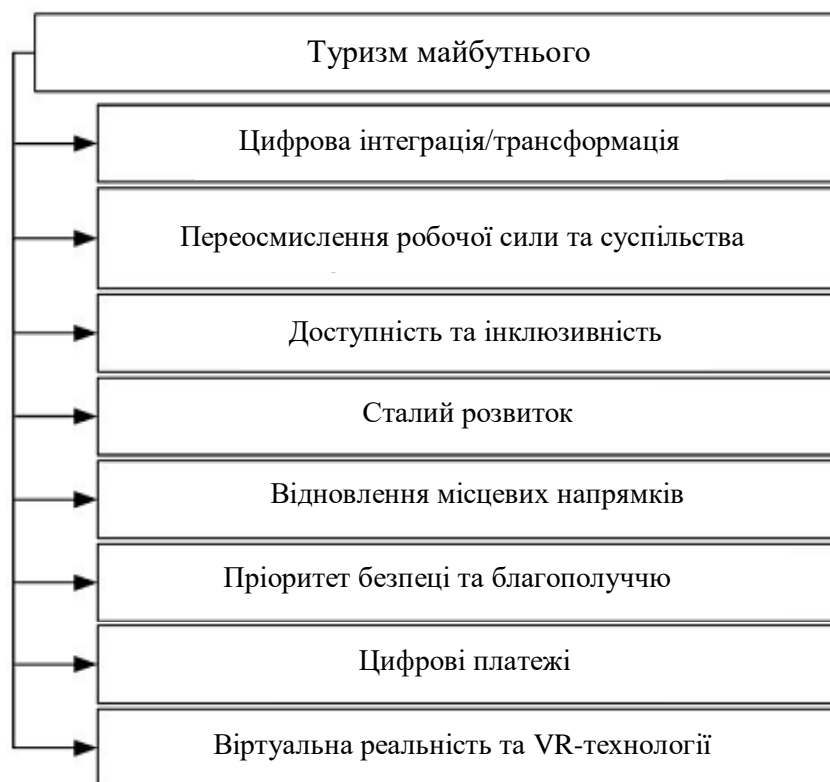 Туризм майбутнього
Цифрова інтеграція/трансформація
Переосмислення робочої сили та суспільства
Доступність та інклюзивність
Сталий розвиток
Відновлення місцевих напрямків
Пріоритет безпеці та благополуччю
Цифрові платежі
Віртуальна реальність та VR-технології